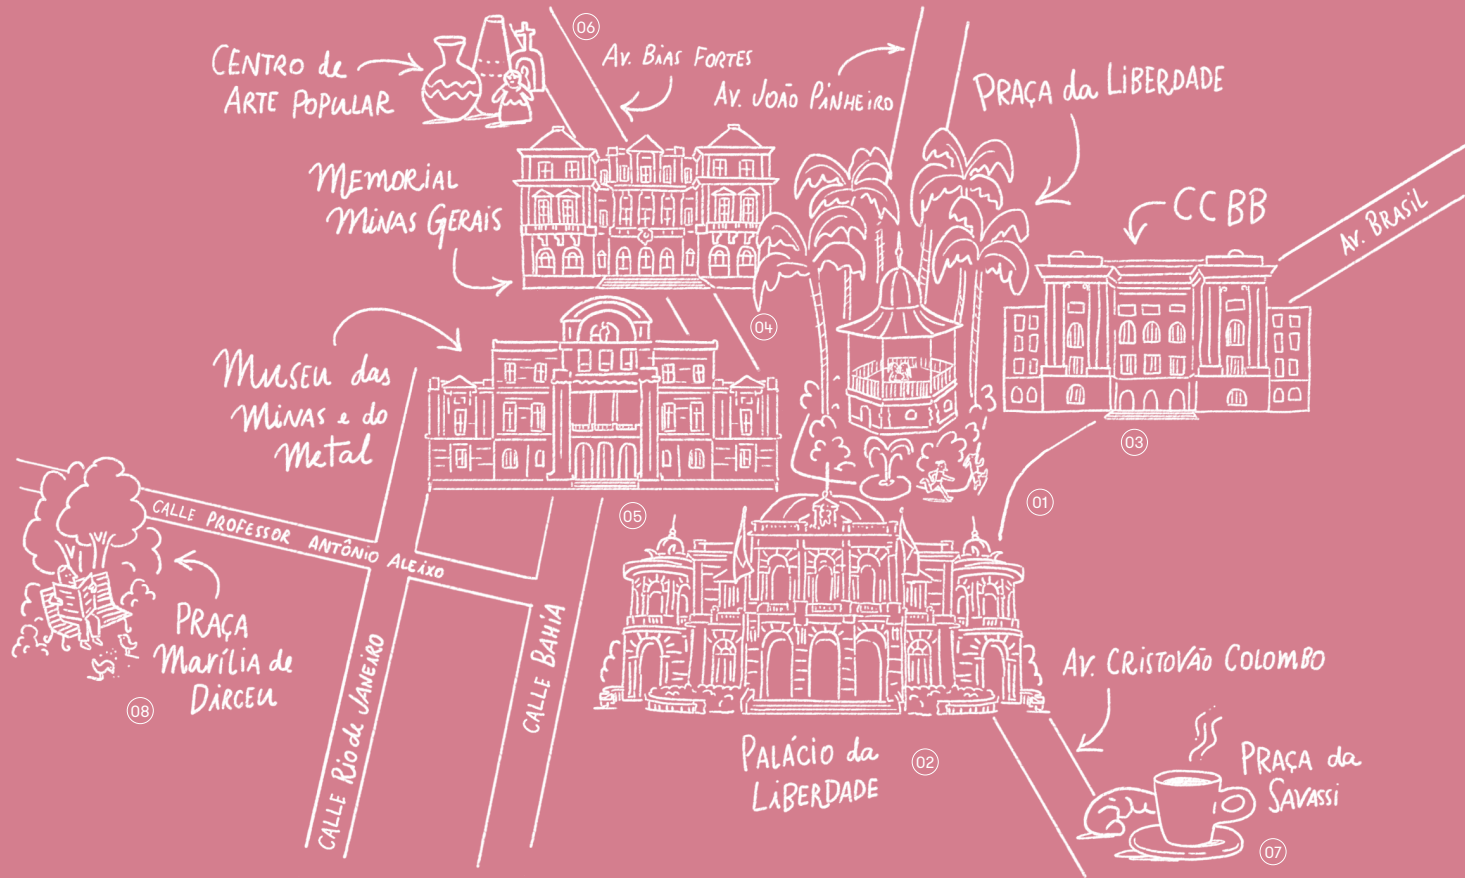 06
CENTRO de
ARTE POPULAR
AV. BIAS FORTES
AV. JOÃO PINHEIRO
PRAÇA da LIBERDADE
MEMORIAL
MINAS GERAIS
CCBB
AV. BRASIL
04
MUSEU das
MINAS e do
Metal
03
01
05
CALLE PROFESSOR ANTÔNIO ALEIXO
PRAÇA
Marília de
DIRCEU
08
CALLE Rio de JANEIRO
CALLE BAHÍA
PALÁCIO da
LIBERDADE
02
AV. CRISTOVÃO COLOMBO
PRAÇA da
SAVASSI
07